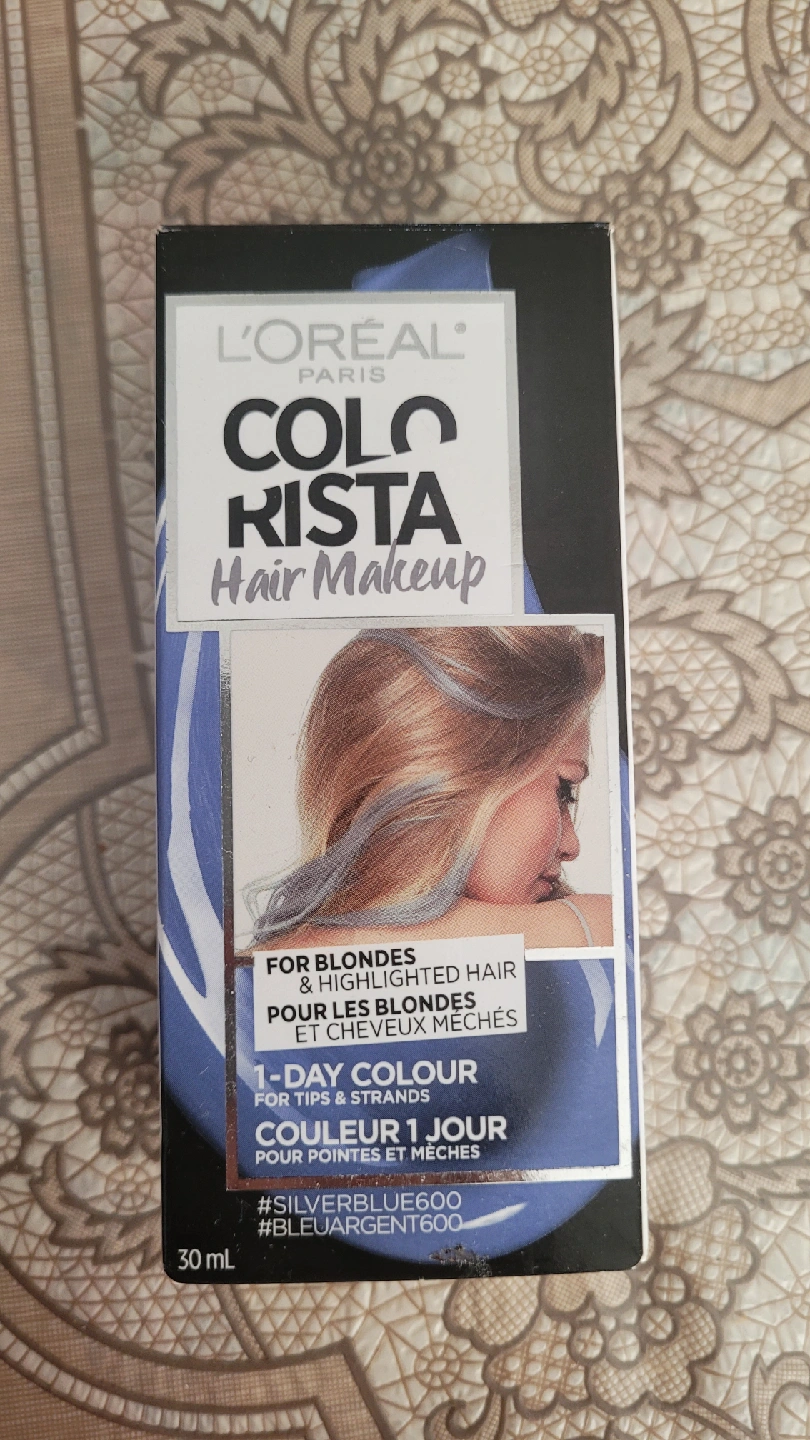 L'ORÉAL®
PARIS
COLO
RISTA
Hair Makeup
FOR BLONDES
& HIGHLIGHTED HAIR
POUR LES BLONDES
ET CHEVEUX MÉCHÉS
1-DAY COLOUR
FOR TIPS & STRANDS
COULEUR 1 JOUR
POUR POINTES ET MÈCHES
#SILVERBLUE600
#BLEUARGENT600
30 mL